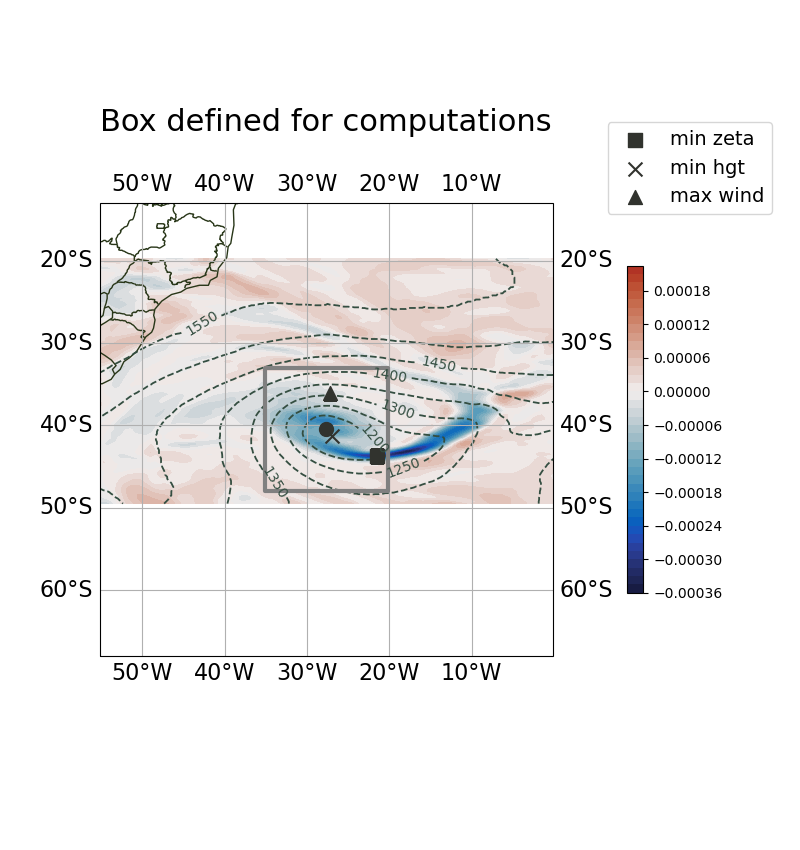 Box defined for computations
min zeta
min hgt
max wind
50°W 40°W 30°W 20°W 10°W
20°S 20°S
30°S 30°S
40°S 40°S
50°S 50°S
60°S 60°S
1550
1450
1400
1300
1200
1250
1350
50°W 40°W 30°W 20°W 10°W
0.00018
0.00012
0.00006
0.00000
−0.00006
−0.00012
−0.00018
−0.00024
−0.00030
−0.00036